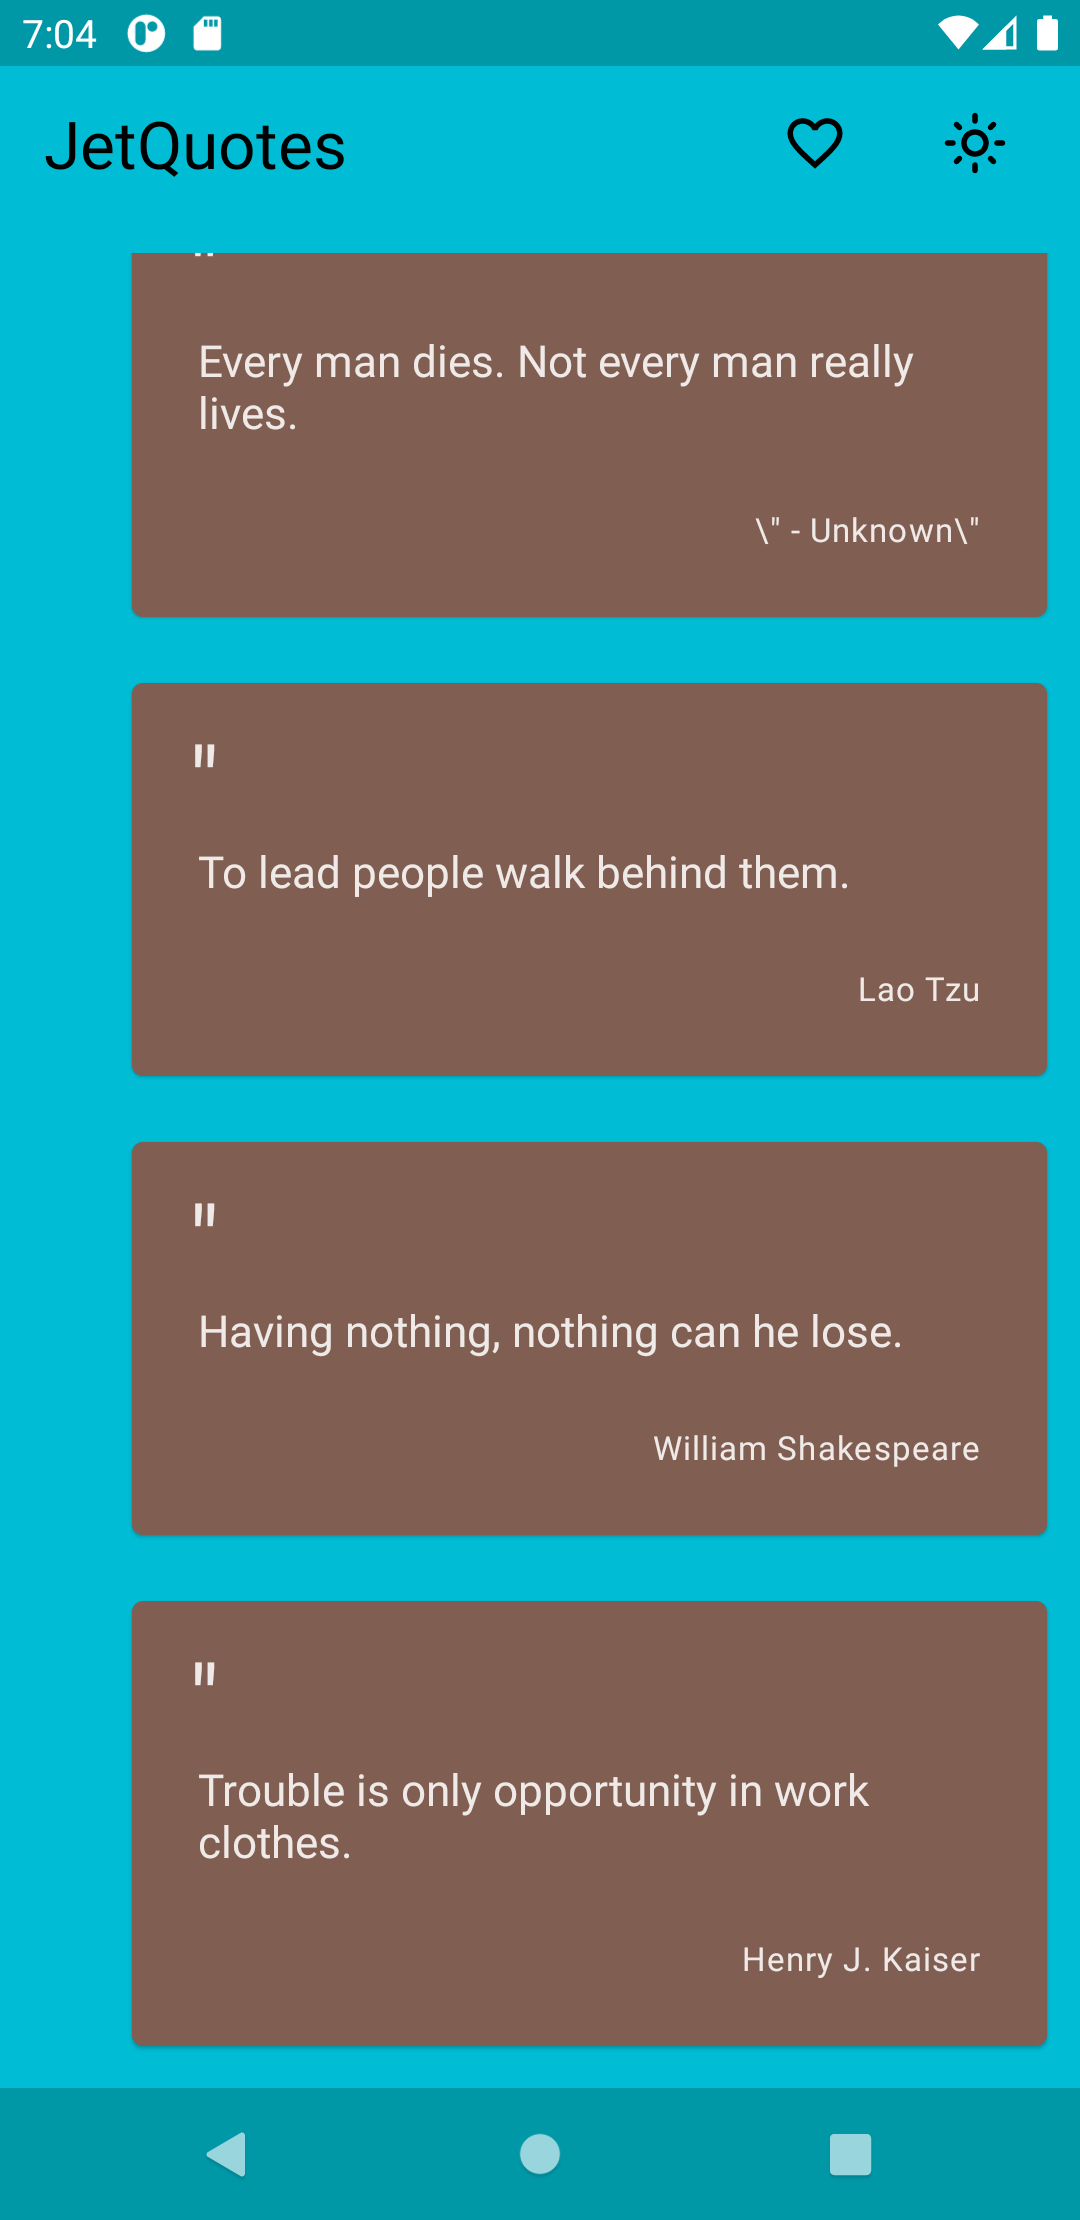 7:04
JetQuotes
Every man dies. Not every man really
lives.
\" - Unknown\"
"
To lead people walk behind them.
Lao Tzu
"
Having nothing, nothing can he lose.
William Shakespeare
"
Trouble is only opportunity in work
clothes.
Henry J. Kaiser